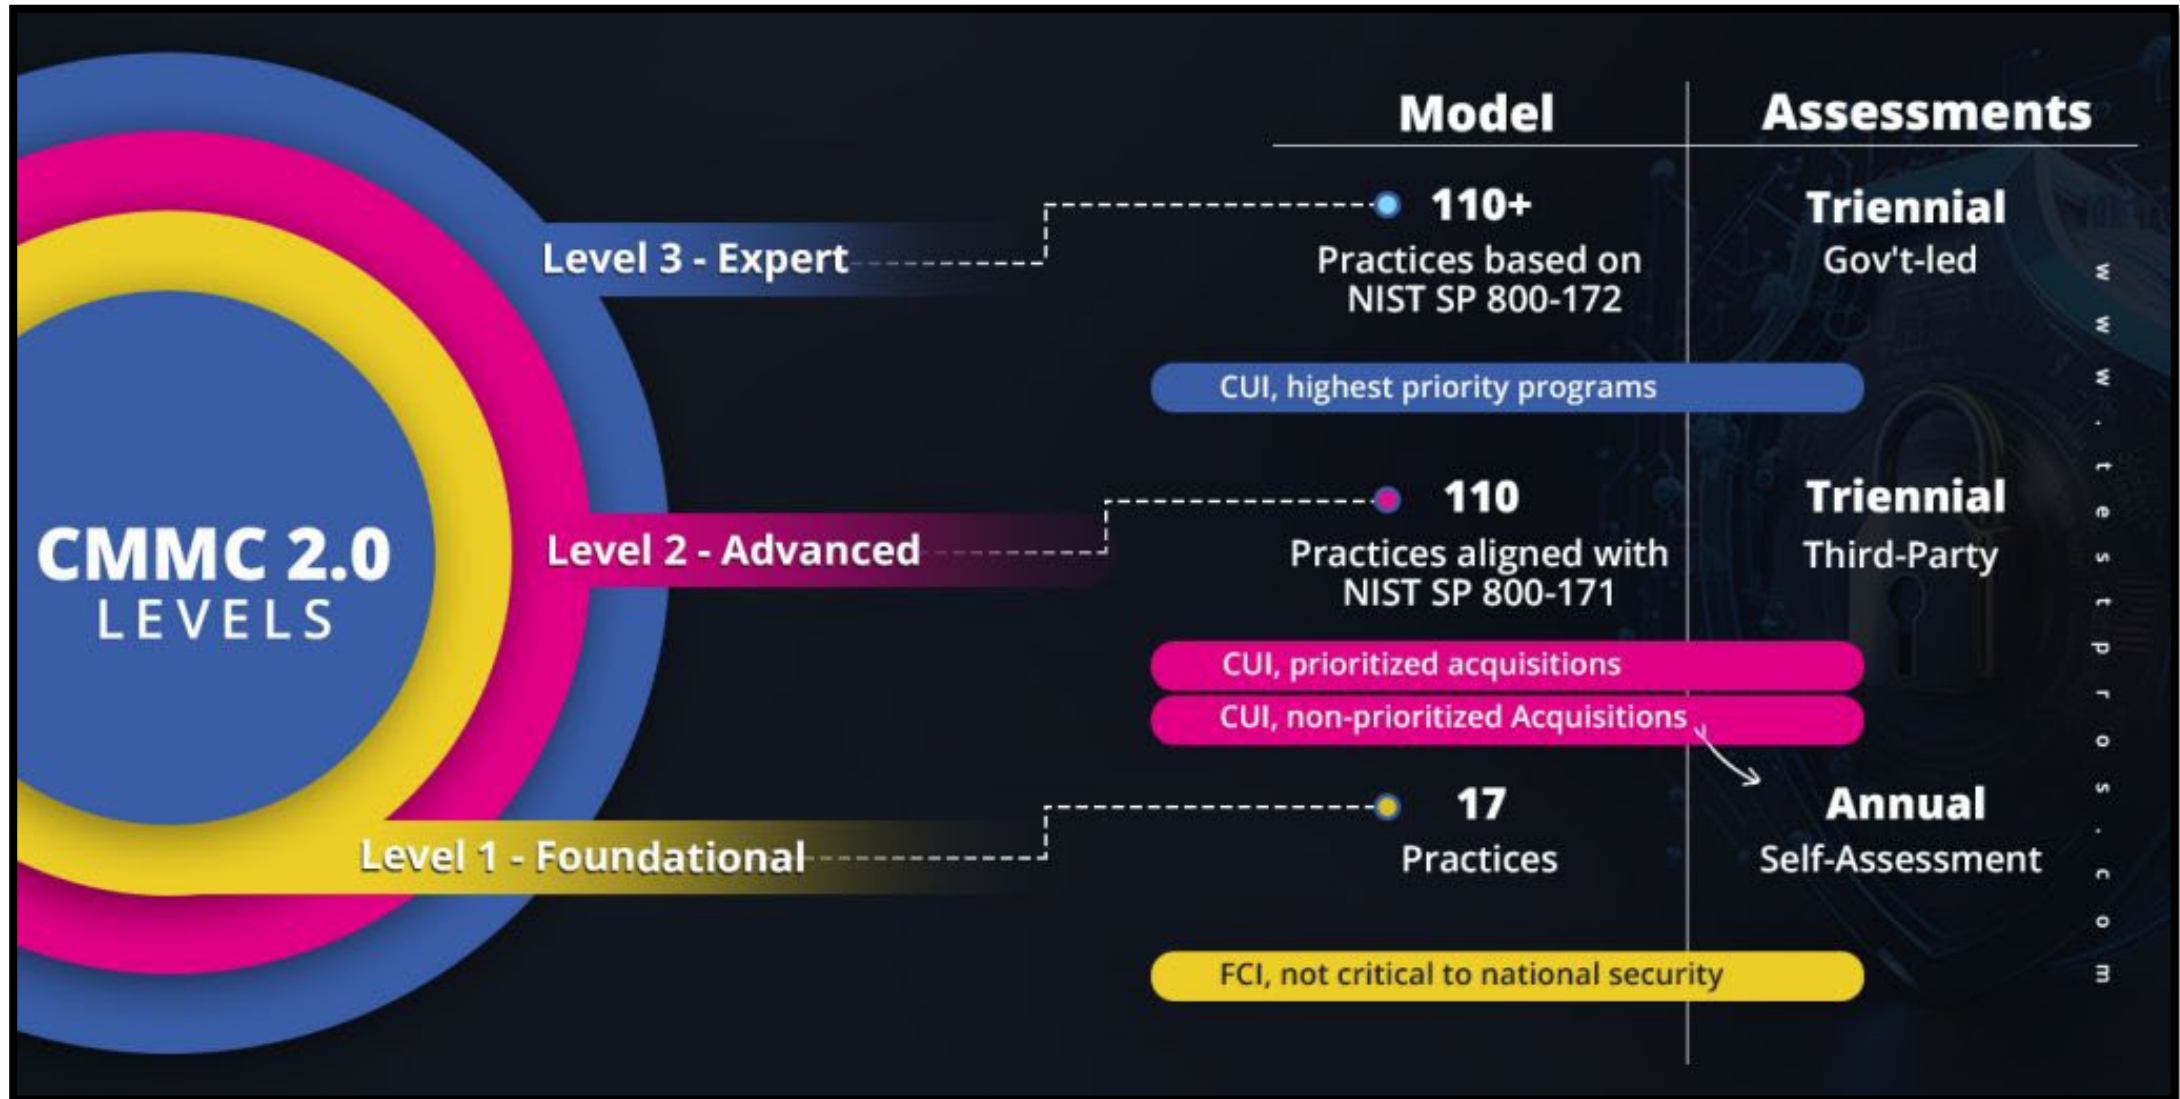 CMMC 2.0
LEVELS
Model
Assessments
Level 3 - Expert
110+
Practices based on
NIST SP 800-172
Triennial
Gov't-led
CUI, highest priority programs
Level 2 - Advanced
110
Practices aligned with
NIST SP 800-171
Triennial
Third-Party
CUI, prioritized acquisitions
CUI, non-prioritized Acquisitions
Level 1 - Foundational
17
Practices
Annual
Self-Assessment
FCI, not critical to national security
www.testpros.com